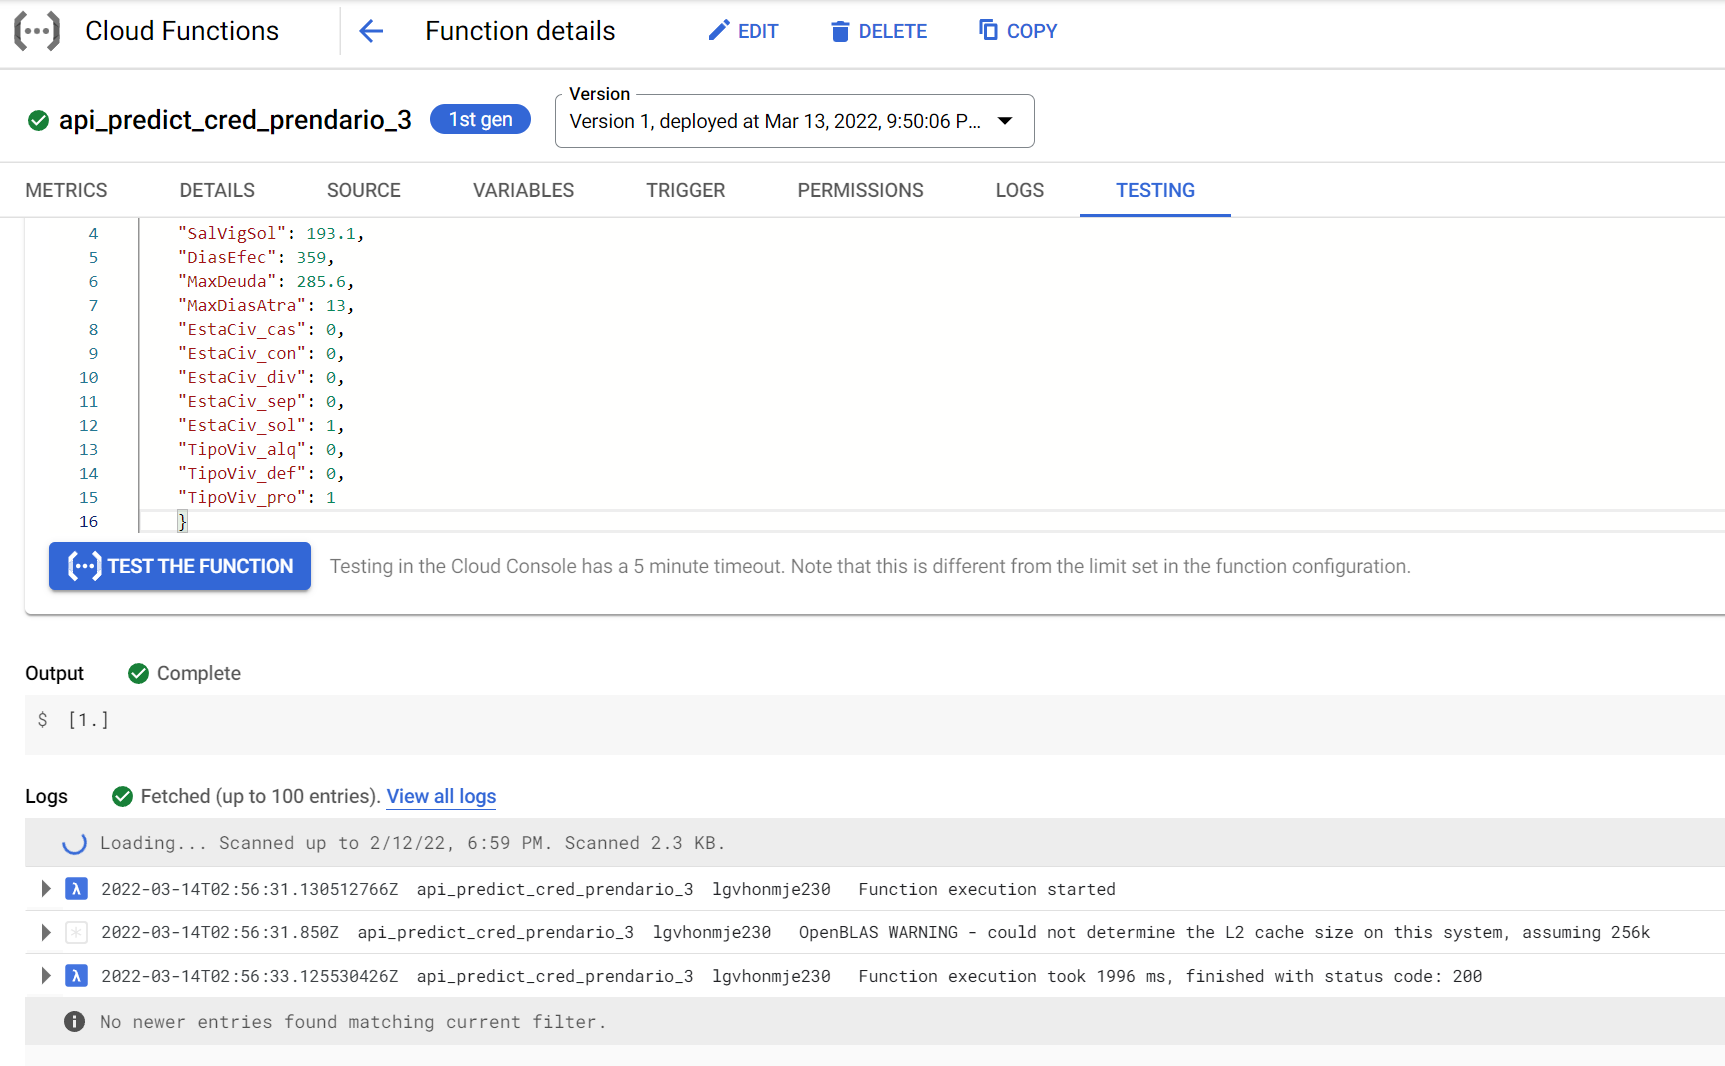 Cloud Functions
Function details
EDIT
DELETE
COPY
api_predict_cred_prendario_3
1st gen
Version
Version 1, deployed at Mar 13, 2022, 9:50:06 P...
METRICS
DETAILS
SOURCE
VARIABLES
TRIGGER
PERMISSIONS
LOGS
TESTING
4 "SalVigSol": 193.1,
5 "DiasEfec": 359,
6 "MaxDeuda": 285.6,
7 "MaxDiasAtra": 13,
8 "EstaCiv_cas": 0,
9 "EstaCiv_con": 0,
10 "EstaCiv_div": 0,
11 "EstaCiv_sep": 0,
12 "EstaCiv_sol": 1,
13 "TipoViv_alq": 0,
14 "TipoViv_def": 0,
15 "TipoViv_pro": 1
16 }
TEST THE FUNCTION
Testing in the Cloud Console has a 5 minute timeout. Note that this is different from the limit set in the function configuration.
Output Complete
$ [1.]
Logs Fetched (up to 100 entries). View all logs
Loading... Scanned up to 2/12/22, 6:59 PM. Scanned 2.3 KB.
λ 2022-03-14T02:56:31.130512766Z api_predict_cred_prendario_3 lgvhonmje230 Function execution started
* 2022-03-14T02:56:31.850Z api_predict_cred_prendario_3 lgvhonmje230 OpenBLAS WARNING - could not determine the L2 cache size on this system, assuming 256k
λ 2022-03-14T02:56:33.125530426Z api_predict_cred_prendario_3 lgvhonmje230 Function execution took 1996 ms, finished with status code: 200
No newer entries found matching current filter.